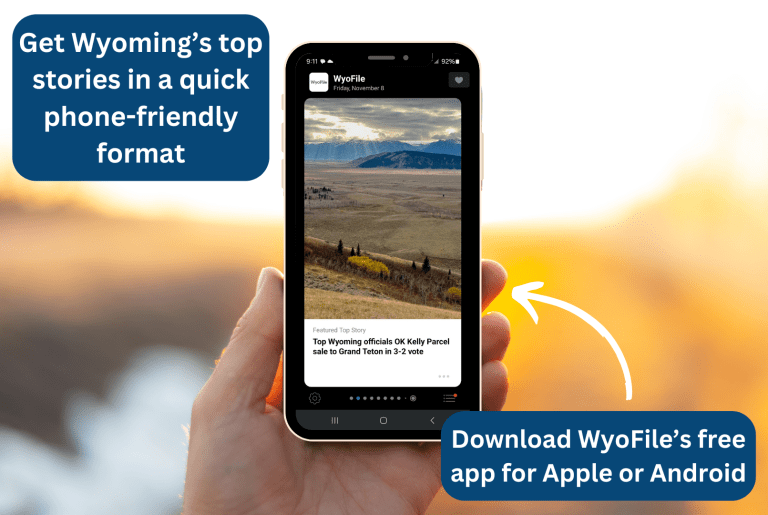 Get Wyoming’s top
stories in a quick
phone-friendly
format
9:11
92%
WyoFile
WyoFile
Friday, November 8
Featured Top Story
Top Wyoming officials OK Kelly Parcel
sale to Grand Teton in 3-2 vote
Download WyoFile’s free
app for Apple or Android